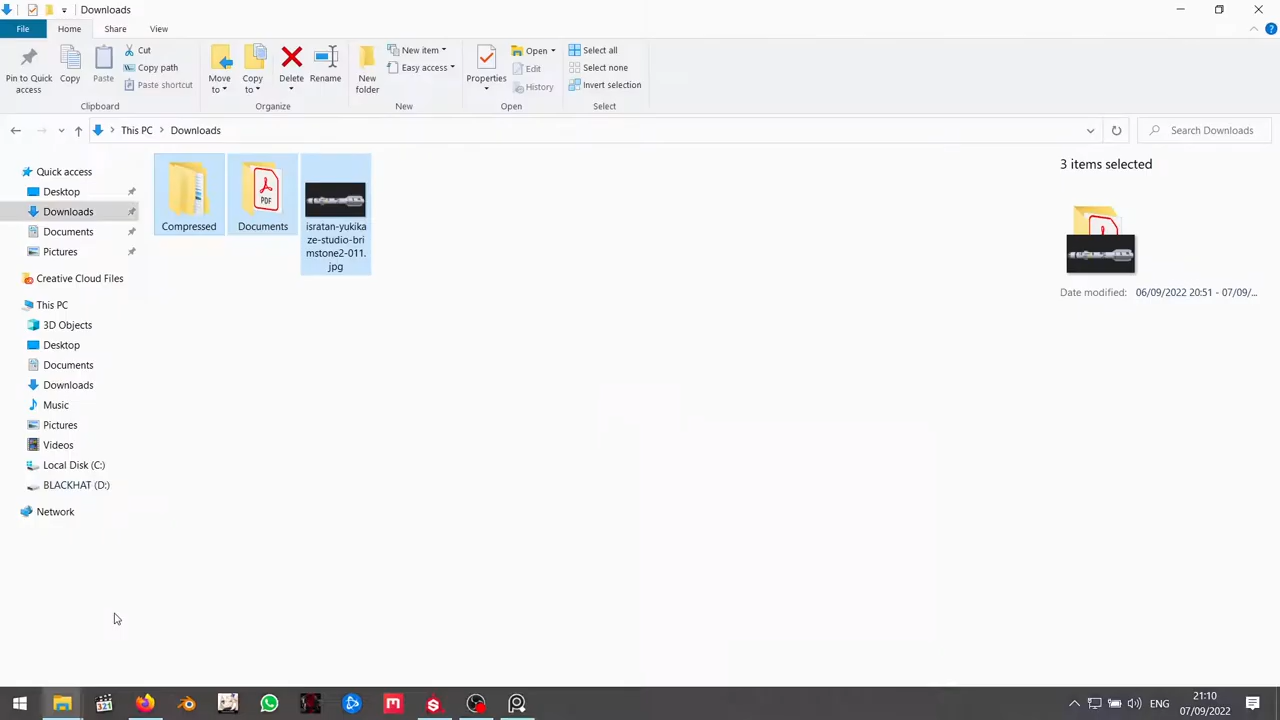 Downloads
File
Home
Share
View
Pin to Quick
access
Copy
Paste
Cut
Copy path
Paste shortcut
Clipboard
Move
to
Copy
to
Delete
Rename
Organize
New
folder
New item
Easy access
New
Properties
Open
Edit
History
Open
Select all
Select none
Invert selection
Select
This PC
Downloads
Search Downloads
Quick access
Desktop
Downloads
Documents
Pictures
Creative Cloud Files
This PC
3D Objects
Desktop
Documents
Downloads
Music
Pictures
Videos
Local Disk (C:)
BLACKHAT (D:)
Network
Compressed
PDF
Documents
isratan-yukika
ze-studio-bri
mstone2-011.
jpg
3 items selected
Date modified: 06/09/2022 20:51 - 07/09/...
321
ENG
21:10
07/09/2022